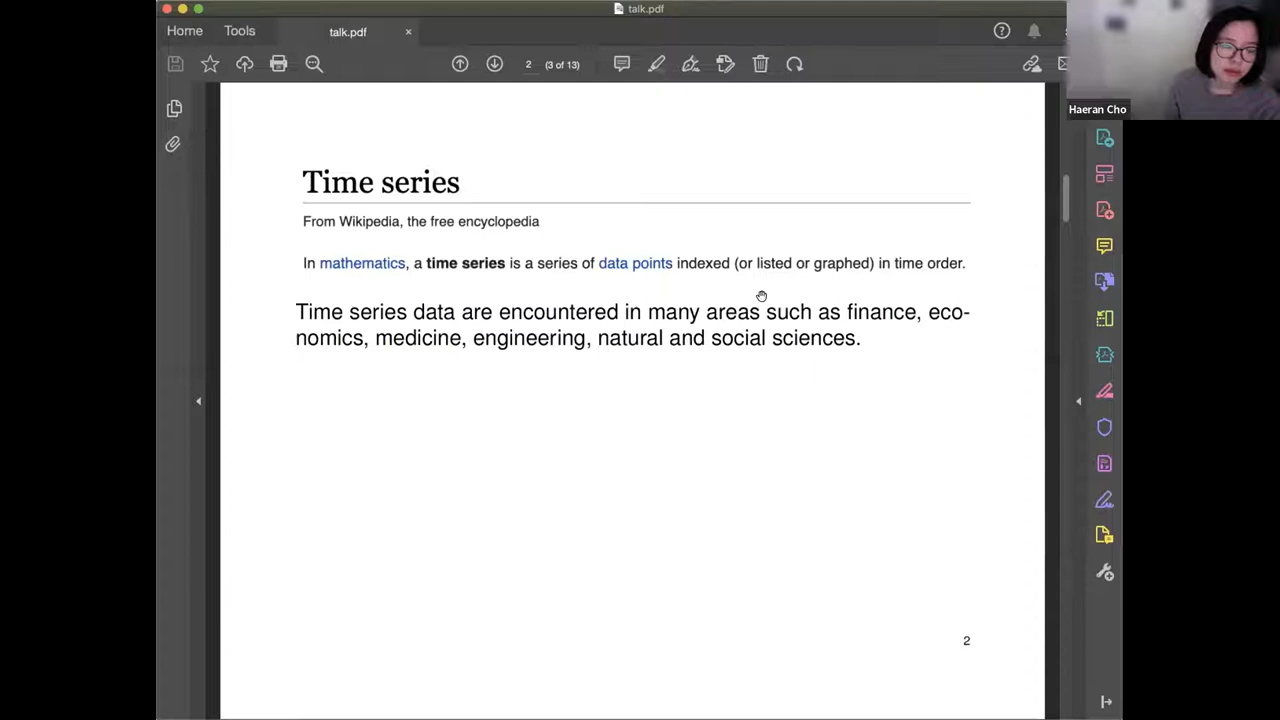 talk.pdf
Home
Tools
talk.pdf
×
2
(3 of 13)
Haeran Cho
Time series
From Wikipedia, the free encyclopedia
In mathematics, a time series is a series of data points indexed (or listed or graphed) in time order.
Time series data are encountered in many areas such as finance, eco-
nomics, medicine, engineering, natural and social sciences.
2